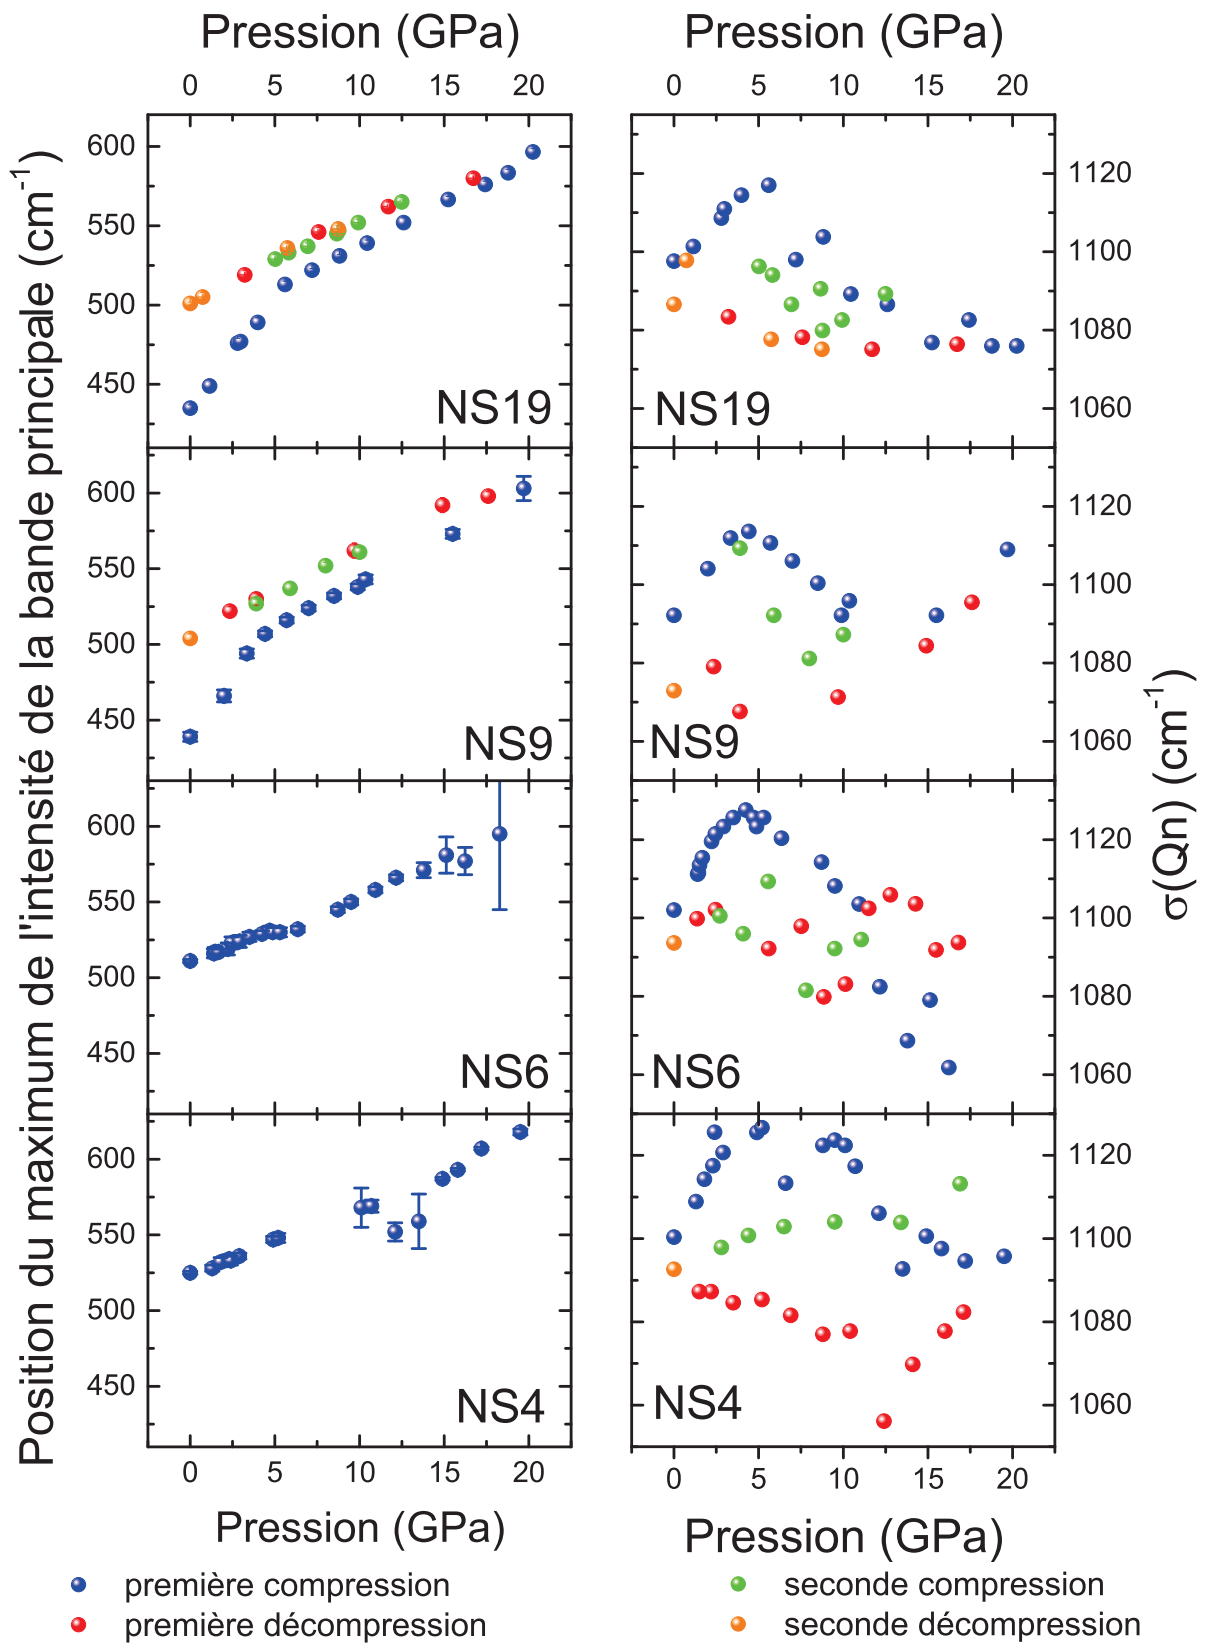 Pression (GPa)
Pression (GPa)
0 5 10 15 20
0 5 10 15 20
Position du maximum de l'intensité de la bande principale (cm-1)
600
550
500
450
NS19
1120
1100
1080
1060
NS19
600
550
500
450
NS9
1120
1100
1080
1060
NS9
600
550
500
450
NS6
1120
1100
1080
1060
NS6
600
550
500
450
NS4
1120
1100
1080
1060
NS4
σ(Qn) (cm-1)
0 5 10 15 20
0 5 10 15 20
Pression (GPa)
Pression (GPa)
première compression
première décompression
seconde compression
seconde décompression